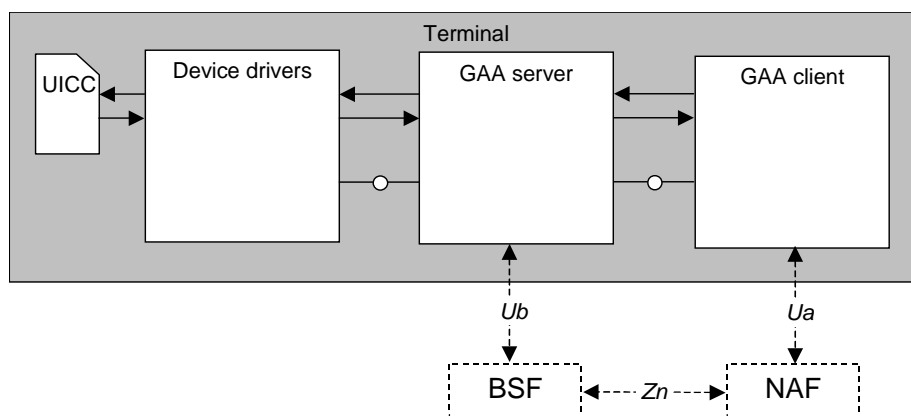 Terminal
UICC
Device drivers
GAA server
GAA client
Ub
Ua
BSF
Zn
NAF